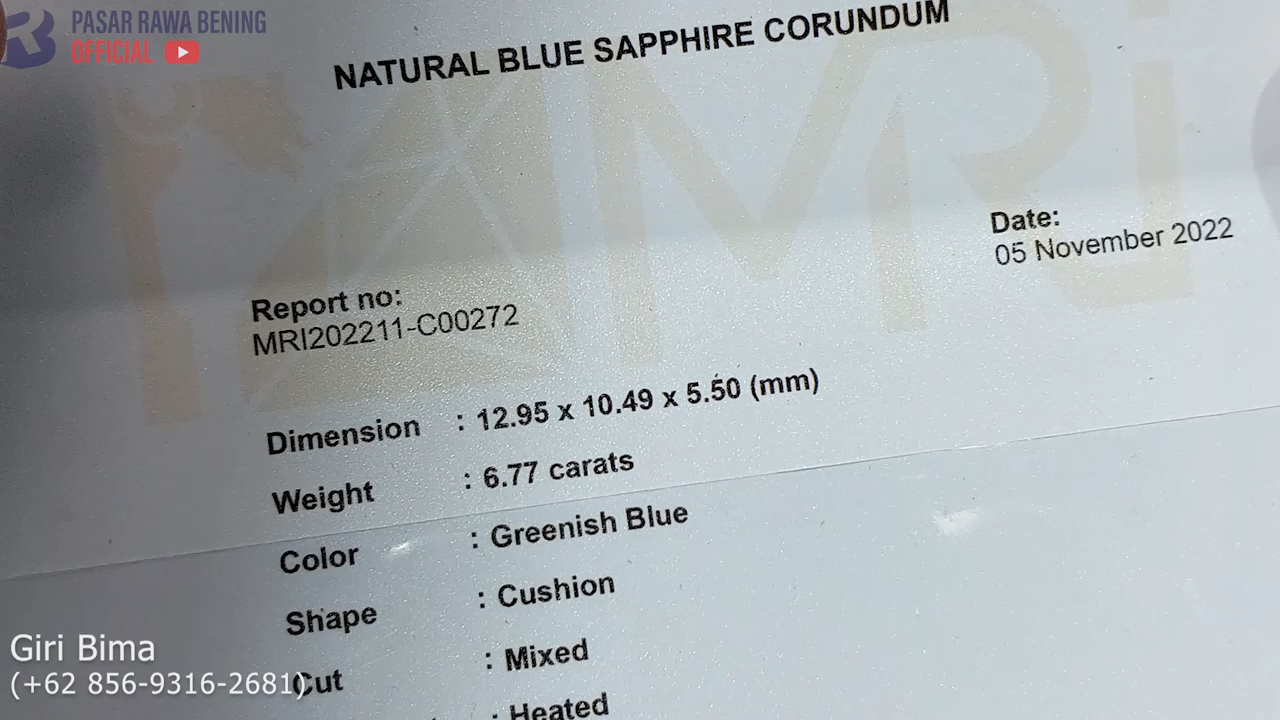 PASAR RAWA BENING
OFFICIAL
NATURAL BLUE SAPPHIRE CORUNDUM
MRI
Date:
05 November 2022
Report no:
MRI202211-C00272
Dimension : 12.95 x 10.49 x 5.50 (mm)
Weight : 6.77 carats
Color : Greenish Blue
Shape : Cushion
Cut : Mixed
: Heated
Giri Bima
(+62 856-9316-2681)